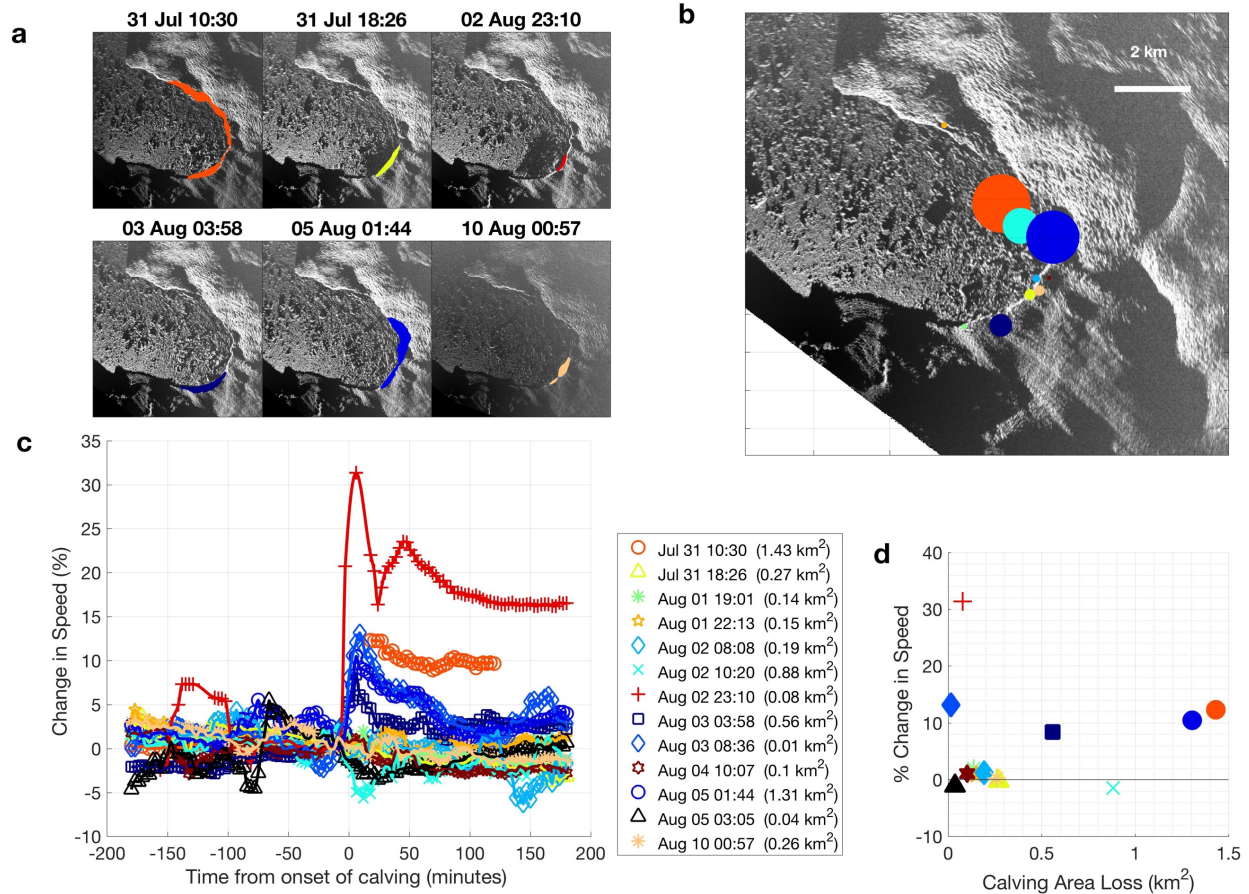 a
31 Jul 10:30
31 Jul 18:26
02 Aug 23:10
03 Aug 03:58
05 Aug 01:44
10 Aug 00:57
b
2 km
c
35
30
25
20
15
10
5
0
-5
-10
Change in Speed (%)
-200 -150 -100 -50 0 50 100 150 200
Time from onset of calving (minutes)
Jul 31 10:30 (1.43 km²)
Jul 31 18:26 (0.27 km²)
Aug 01 19:01 (0.14 km²)
Aug 01 22:13 (0.15 km²)
Aug 02 08:08 (0.19 km²)
Aug 02 10:20 (0.88 km²)
Aug 02 23:10 (0.08 km²)
Aug 03 03:58 (0.56 km²)
Aug 03 08:36 (0.01 km²)
Aug 04 10:07 (0.1 km²)
Aug 05 01:44 (1.31 km²)
Aug 05 03:05 (0.04 km²)
Aug 10 00:57 (0.26 km²)
d
40
30
20
10
0
-10
% Change in Speed
0 0.5 1 1.5
Calving Area Loss (km²)